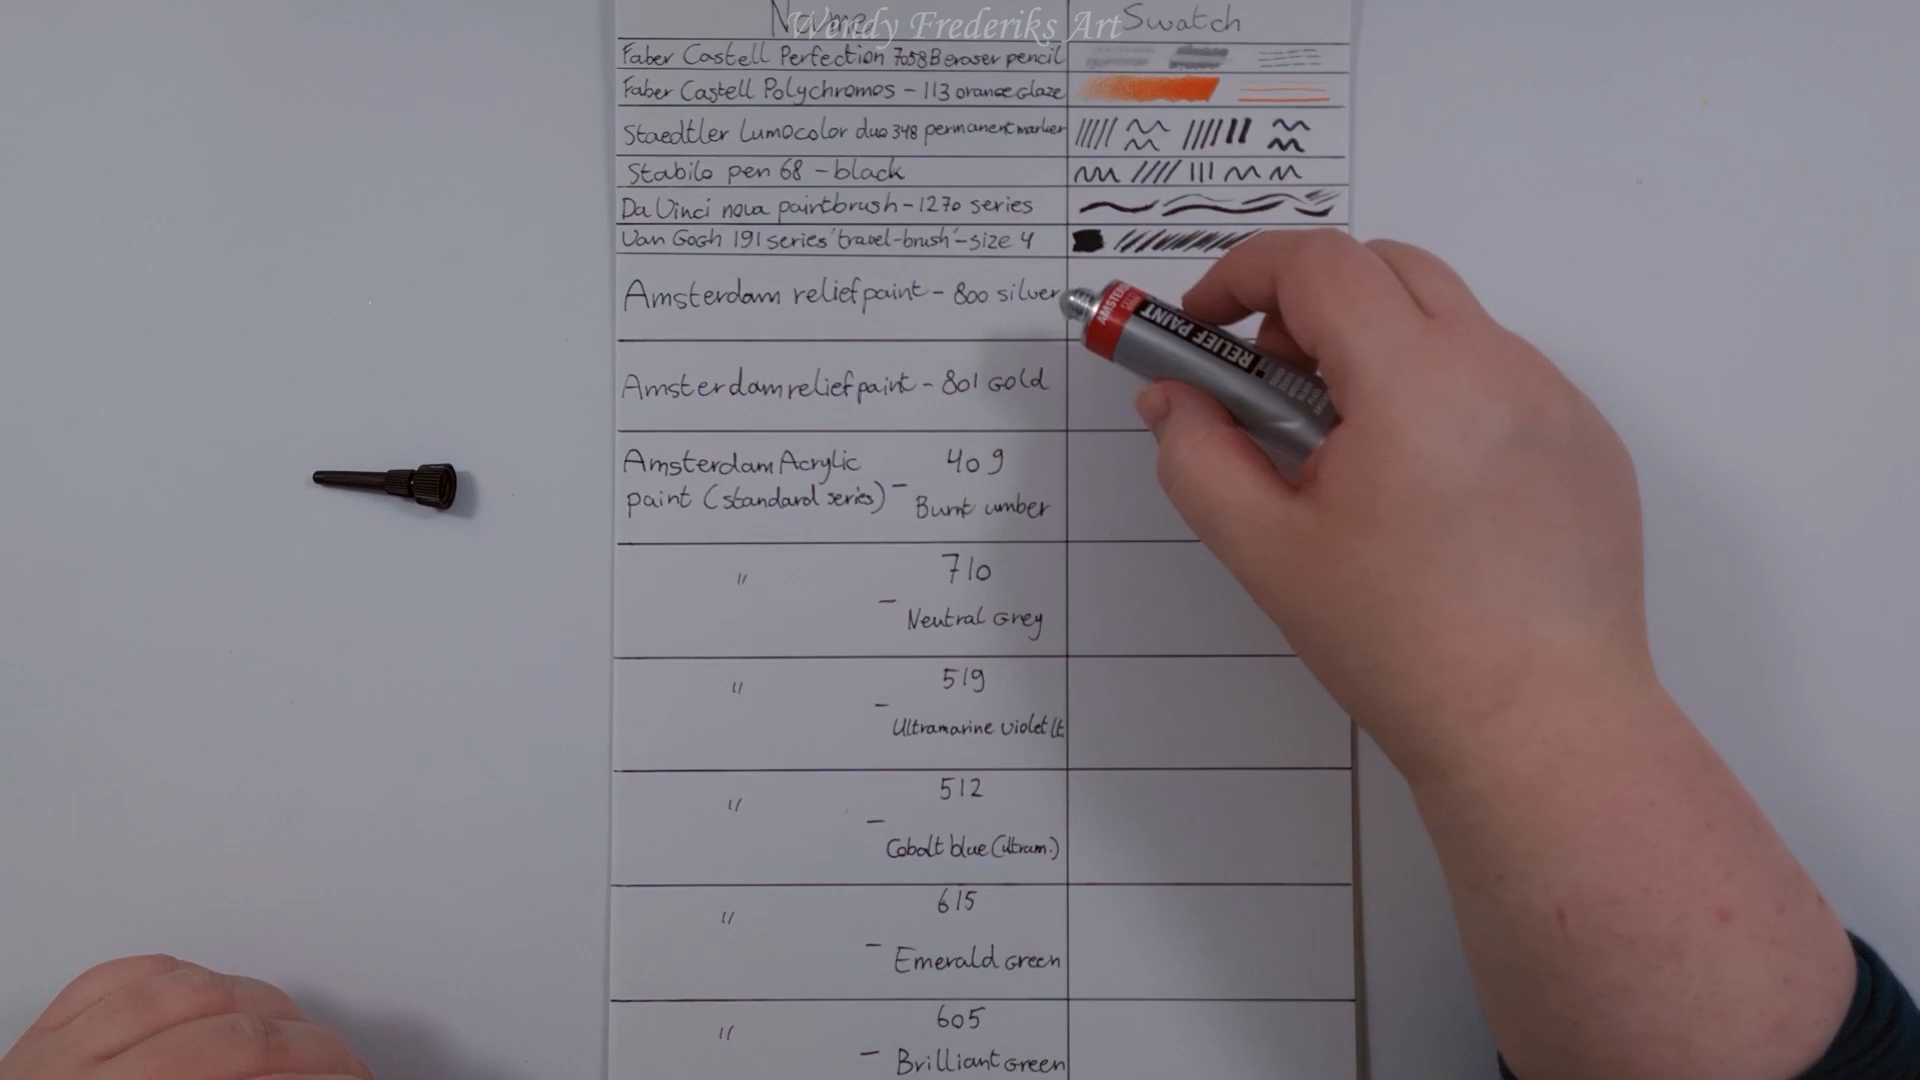 Name
Wendy Frederiks Art
Swatch
Faber Castell Perfection 7058B eraser pencil
Faber Castell Polychromos - 113 orange Glaze
Staedtler Lumocolor duo 348 permanent marker
Stabilo pen 68 - black
Da Vinci nova paintbrush - 1270 series
Van Gogh 191 series 'travel-brush' - size 4
Amsterdam relief paint - 800 silver
AMSTERD
RELIEF PAINT
Amsterdam relief paint - 801 Gold
Amsterdam Acrylic
paint (standard series) -
409
Burnt umber
" -
710
Neutral Grey
" -
519
Ultramarine violet lt.
" -
512
Cobalt blue (ultram.)
" -
615
Emerald Green
" -
605
Brilliant Green